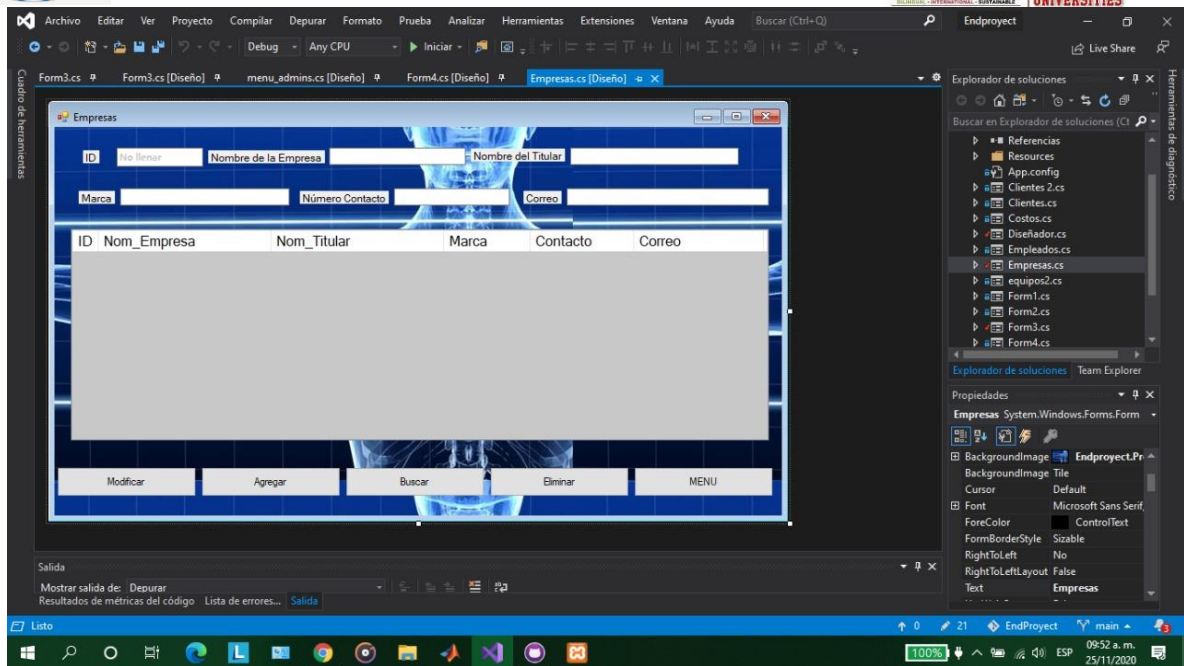 BILINGUAL - INTERNATIONAL - SUSTAINABLE UNIVERSITIES
Archivo Editar Ver Proyecto Compilar Depurar Formato Prueba Analizar Herramientas Extensiones Ventana Ayuda Buscar (Ctrl+Q) Endproyect
Debug Any CPU Iniciar Live Share
Form3.cs Form3.cs [Diseño] menu_admins.cs [Diseño] Form4.cs [Diseño] Empresas.cs [Diseño]
Cuadro de herramientas
Empresas
ID No llenar Nombre de la Empresa Nombre del Titular
Marca Número Contacto Correo
ID Nom_Empresa Nom_Titular Marca Contacto Correo
Modificar Agregar Buscar Eliminar MENU
Explorador de soluciones
Buscar en Explorador de soluciones (Ct
Referencias
Resources
App.config
Clientes 2.cs
Clientes.cs
Costos.cs
Diseñador.cs
Empleados.cs
Empresas.cs
equipos2.cs
Form1.cs
Form2.cs
Form3.cs
Form4.cs
Explorador de soluciones Team Explorer
Herramientas de diagnóstico
Propiedades
Empresas System.Windows.Forms.Form
BackgroundImage Endproyect.Pr
BackgroundImage Tile
Cursor Default
Font Microsoft Sans Serif,
ForeColor ControlText
FormBorderStyle Sizable
RightToLeft No
RightToLeftLayout False
Text Empresas
Salida
Mostrar salida de: Depurar
Resultados de métricas del código Lista de errores... Salida
Listo 0 21 EndProyect main 3
100% ESP 09:52 a. m.
25/11/2020